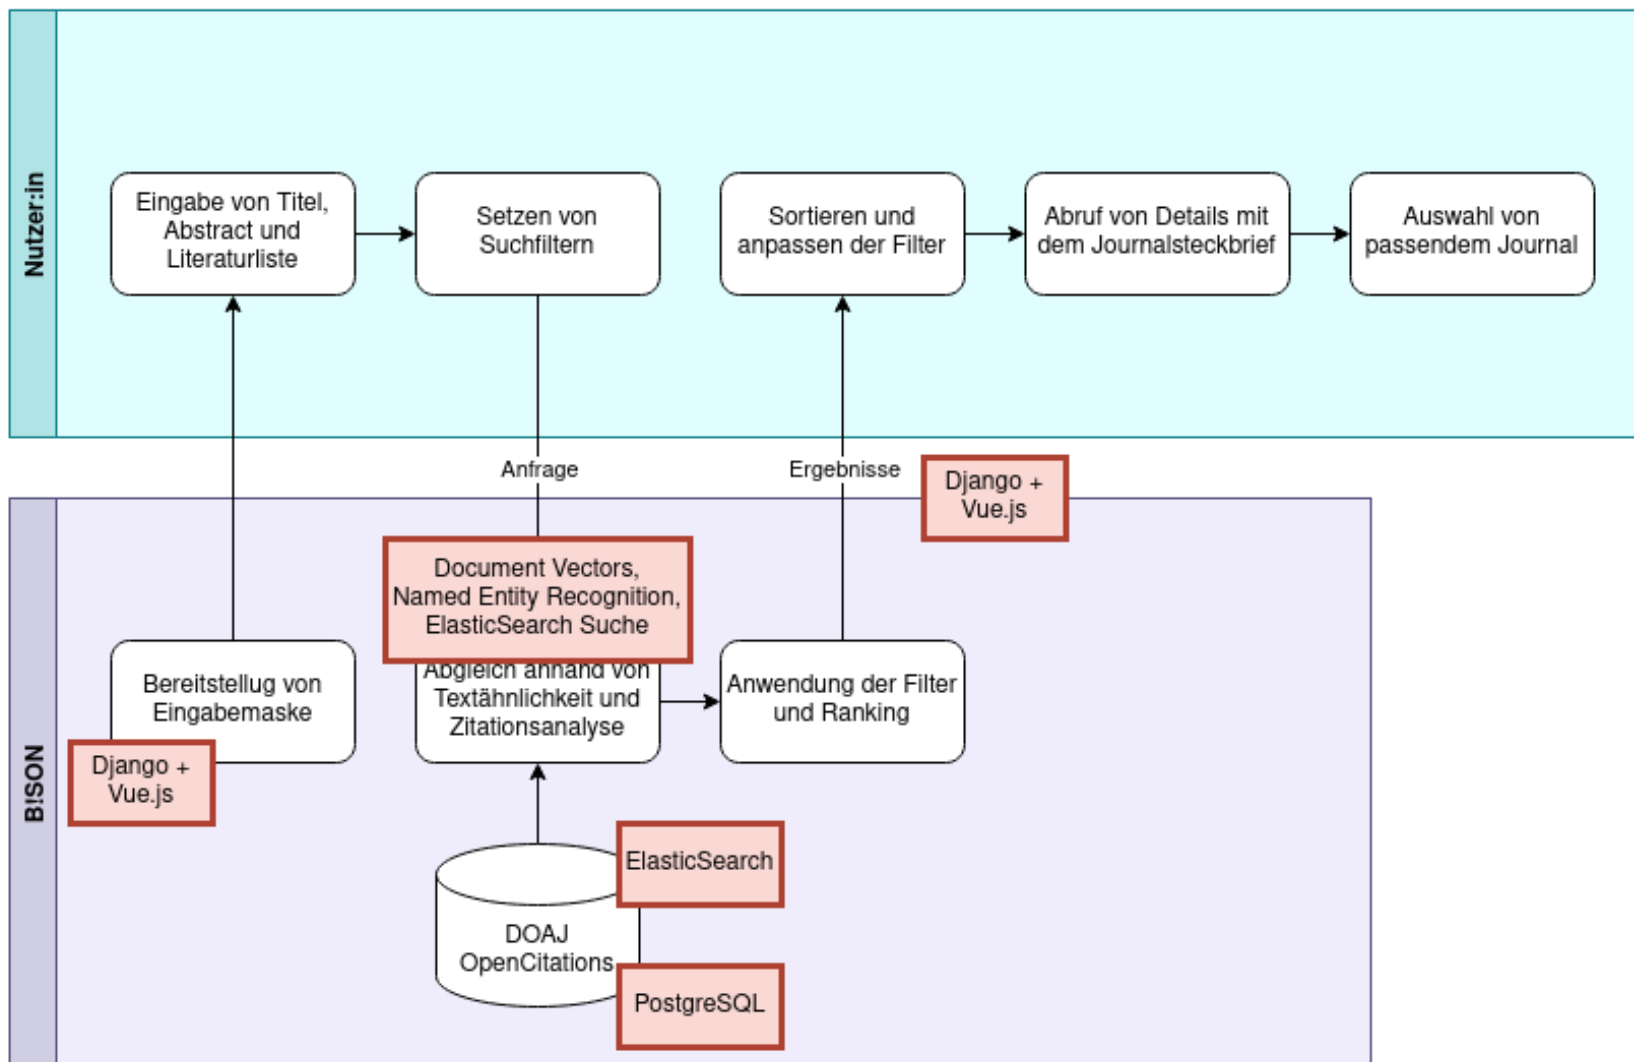 Nutzer:in
Eingabe von Titel,
Abstract und
Literaturliste
Setzen von
Suchfiltern
Sortieren und
anpassen der Filter
Abruf von Details mit
dem Journalsteckbrief
Auswahl von
passendem Journal
Anfrage
Ergebnisse
Django +
Vue.js
B!SON
Document Vectors,
Named Entity Recognition,
ElasticSearch Suche
Bereitstellug von
Eingabemaske
Django +
Vue.js
Abgleich anhand von
Textähnlichkeit und
Zitationsanalyse
Anwendung der Filter
und Ranking
ElasticSearch
DOAJ
OpenCitations
PostgreSQL